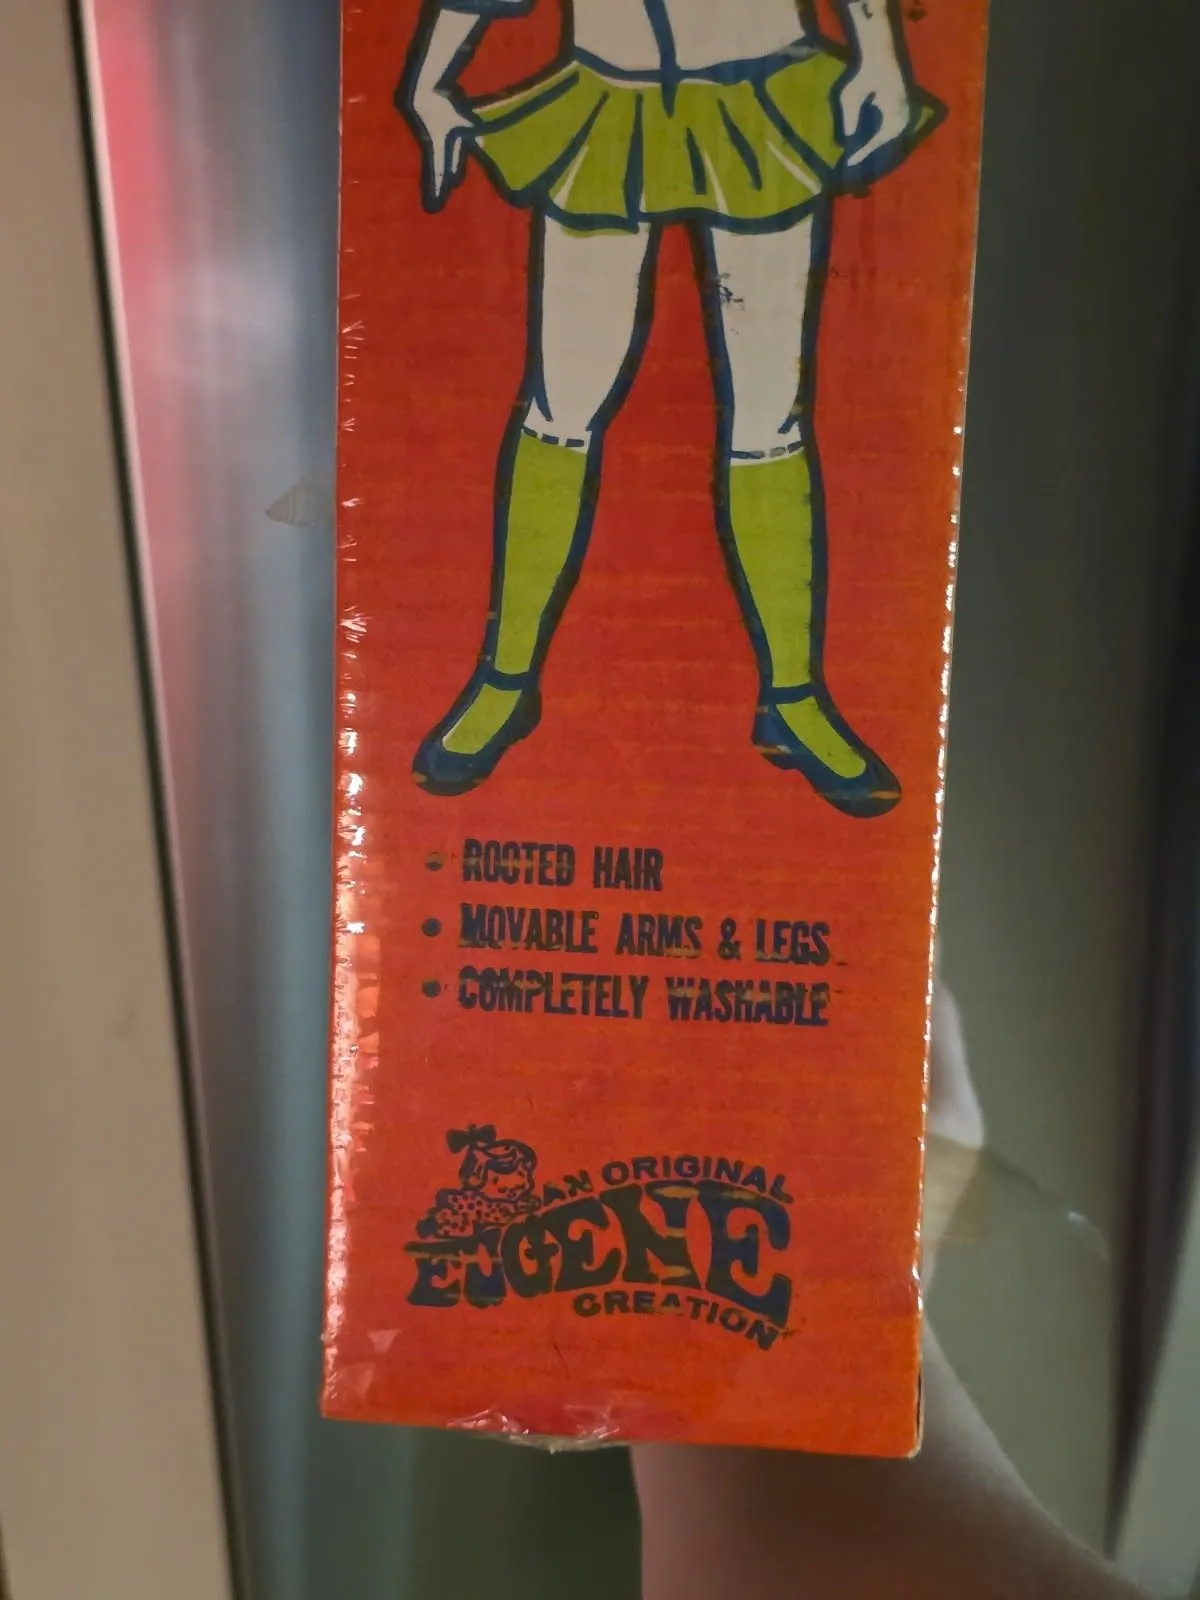 • ROOTED HAIR
• MOVABLE ARMS & LEGS
• COMPLETELY WASHABLE
AN ORIGINAL
EUGENE
CREATION